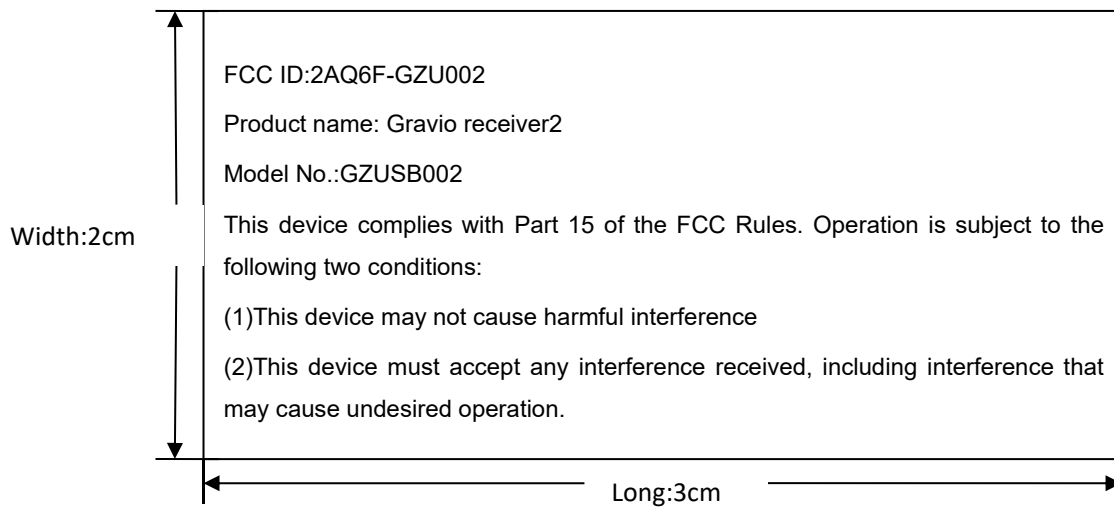 FCC ID:2AQ6F-GZU002
Product name: Gravio receiver2
Model No.:GZUSB002
Width:2cm
This device complies with Part 15 of the FCC Rules. Operation is subject to the
following two conditions:
(1)This device may not cause harmful interference
(2)This device must accept any interference received, including interference that
may cause undesired operation.
Long:3cm